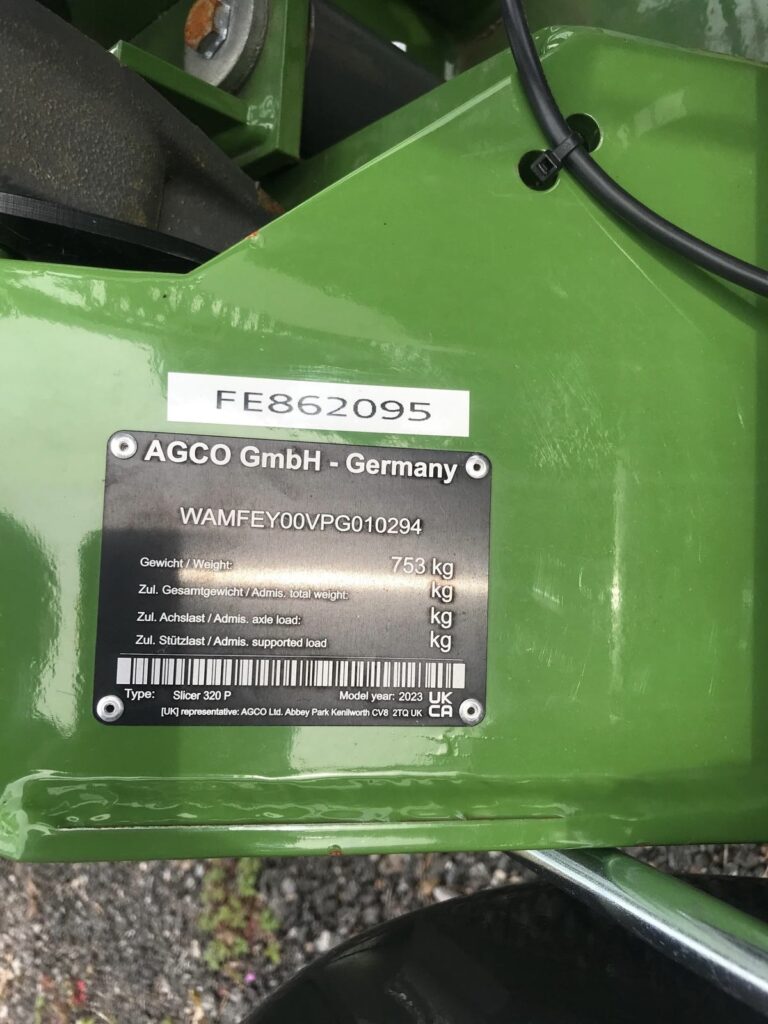 FE862095
AGCO GmbH - Germany
WAMFEY00VPG010294
Gewicht / Weight: 753 kg
Zul. Gesamtgewicht / Admis. total weight: kg
Zul. Achslast / Admis. axle load: kg
Zul. Stützlast / Admis. supported load kg
Type: Slicer 320 P Model year: 2023 UK CA
[UK] representative: AGCO Ltd. Abbey Park Kenilworth CV8 2TQ UK